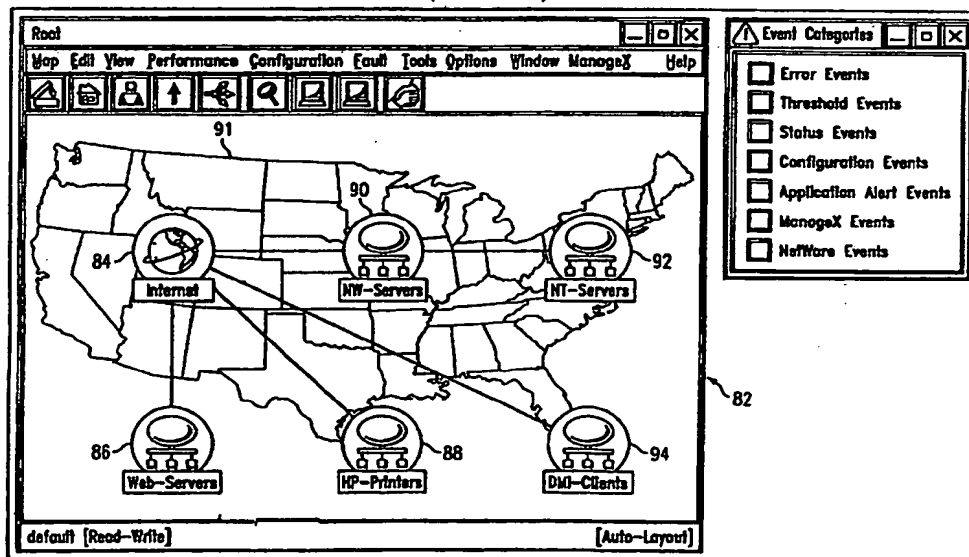 Root
Map Edit View Performance Configuration Fault Tools Options Window ManageX Help
91
90
84
92
Internet
NW-Servers
NT-Servers
86
88
94
Web-Servers
HP-Printers
DMI-Clients
default [Read-Write] [Auto-Layout]
Event Categories
Error Events
Threshold Events
Status Events
Configuration Events
Application Alert Events
ManageX Events
NetWare Events
82